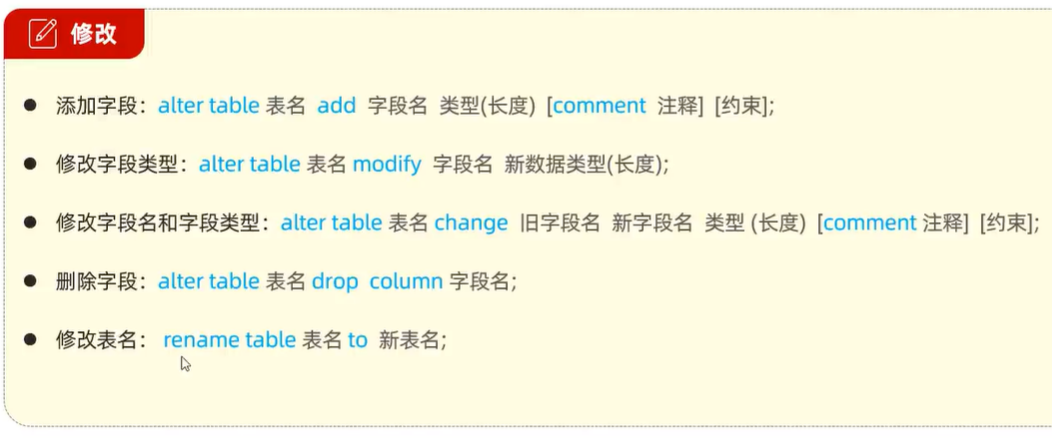 修改
● 添加字段：alter table 表名 add 字段名 类型(长度) [comment 注释] [约束];
● 修改字段类型：alter table 表名 modify 字段名 新数据类型(长度);
● 修改字段名和字段类型：alter table 表名 change 旧字段名 新字段名 类型 (长度) [comment 注释] [约束];
● 删除字段：alter table 表名 drop column 字段名;
● 修改表名： rename table 表名 to 新表名;